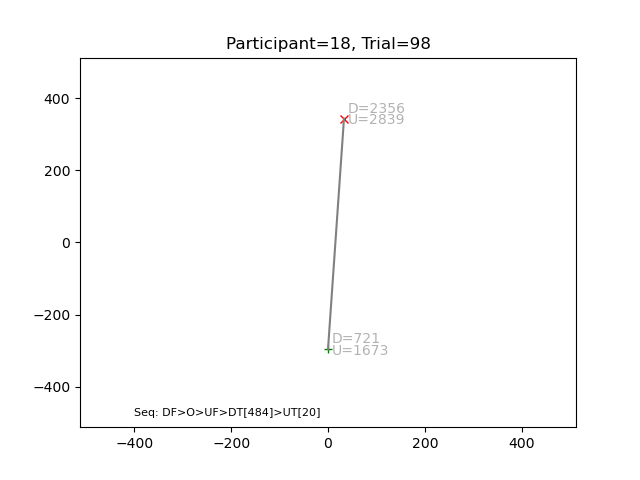 Participant=18, Trial=98
400
200
0
−200
−400
D=2356
U=2839
D=721
U=1673
Seq: DF>O>UF>DT[484]>UT[20]
−400
−200
0
200
400